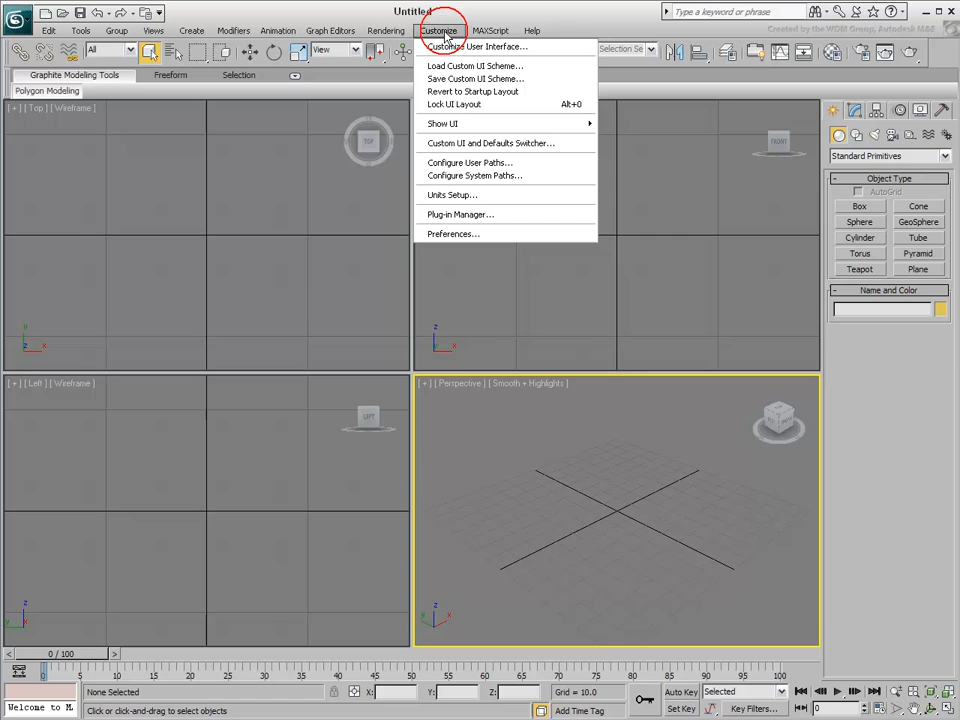 Untitled
Type a keyword or phrase
Edit Tools Group Views Create Modifiers Animation Graph Editors Rendering Customize MAXScript Help
Created by the WDM Group, Autodesk M&E
All
View
Selection Se
Graphite Modeling Tools Freeform Selection
Polygon Modeling
Customize User Interface...
Load Custom UI Scheme...
Save Custom UI Scheme...
Revert to Startup Layout
Lock UI Layout Alt+0
Show UI
Custom UI and Defaults Switcher...
Configure User Paths...
Configure System Paths...
Units Setup...
Plug-in Manager...
Preferences...
[ + ] [ Top ] [ Wireframe ]
TOP
FRONT
y
z x
z
x
Standard Primitives
- Object Type
AutoGrid
Box Cone
Sphere GeoSphere
Cylinder Tube
Torus Pyramid
Teapot Plane
- Name and Color
[ + ] [ Left ] [ Wireframe ]
LEFT
z
y x
[ + ] [ Perspective ] [ Smooth + Highlights ]
z
y x
< 0 / 100 >
0 5 10 15 20 25 30 35 40 45 50 55 60 65 70 75 80 85 90 95 100
None Selected X: Y: Z: Grid = 10.0 Auto Key Selected
Welcome to M. Click or click-and-drag to select objects Add Time Tag Set Key Key Filters... 0